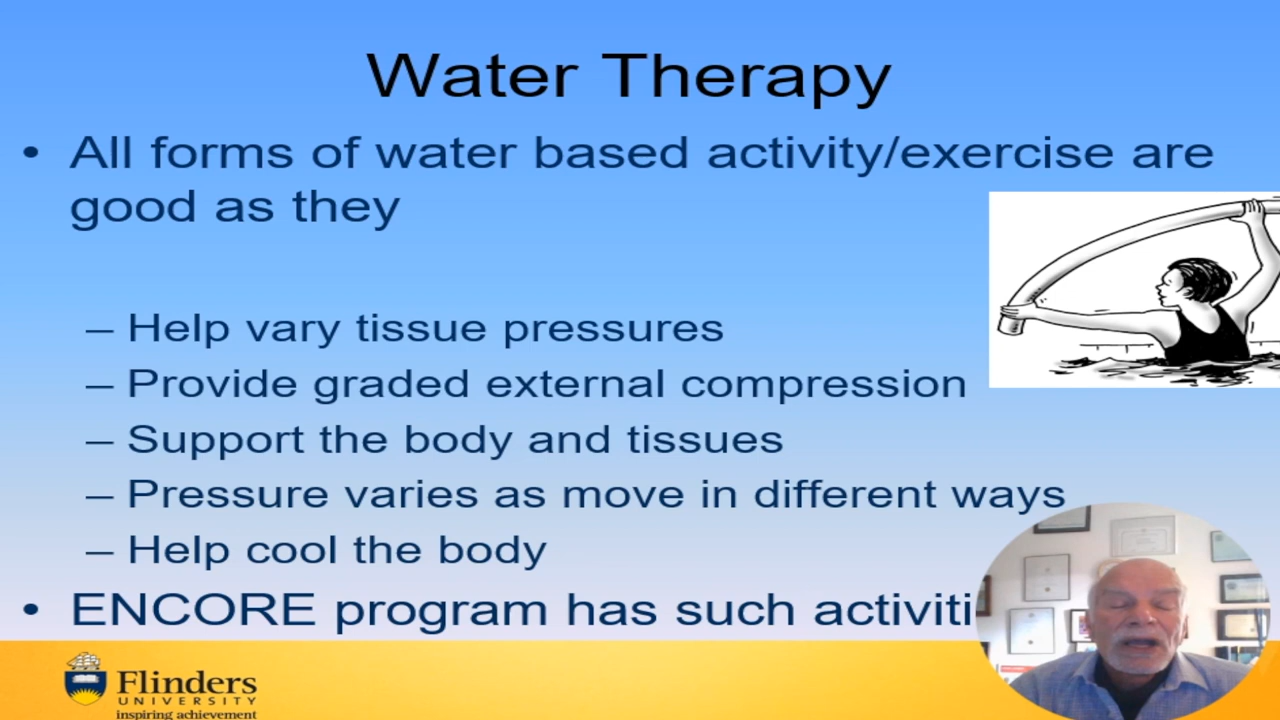 Water Therapy
• All forms of water based activity/exercise are
good as they
– Help vary tissue pressures
– Provide graded external compression
– Support the body and tissues
– Pressure varies as move in different ways
– Help cool the body
• ENCORE program has such activiti
Flinders
UNIVERSITY
inspiring achievement